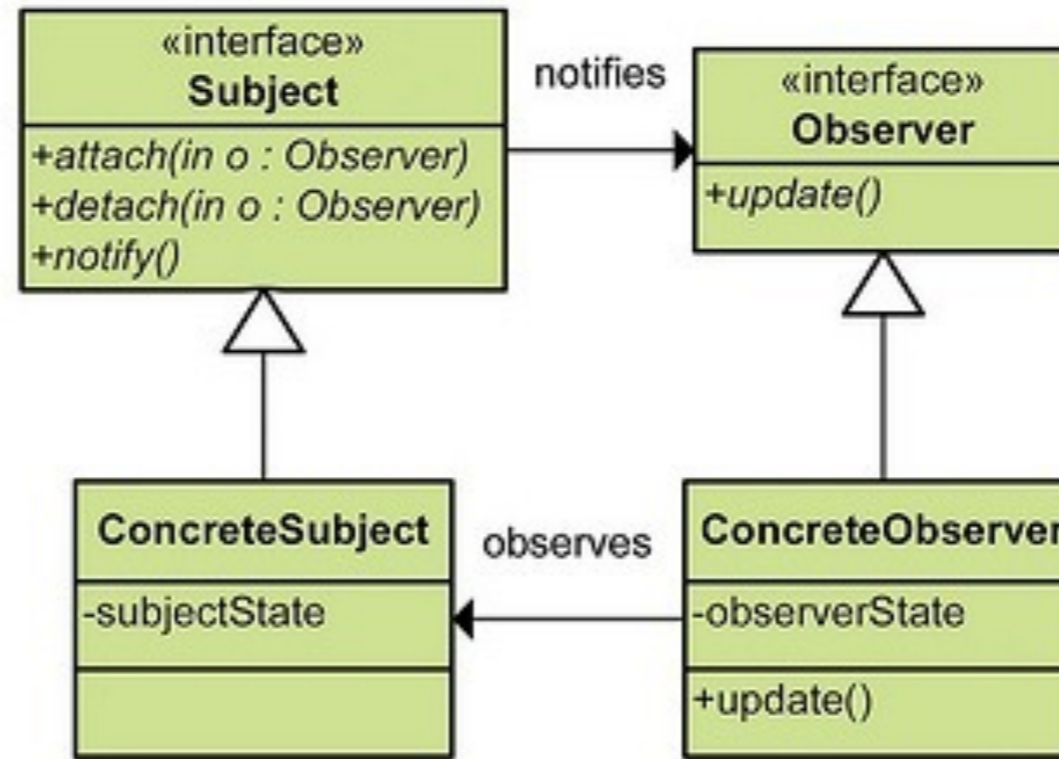 «interface»
Subject
+attach(in o : Observer)
+detach(in o : Observer)
+notify()
notifies
«interface»
Observer
+update()
ConcreteSubject
-subjectState
observes
ConcreteObserver
-observerState
+update()